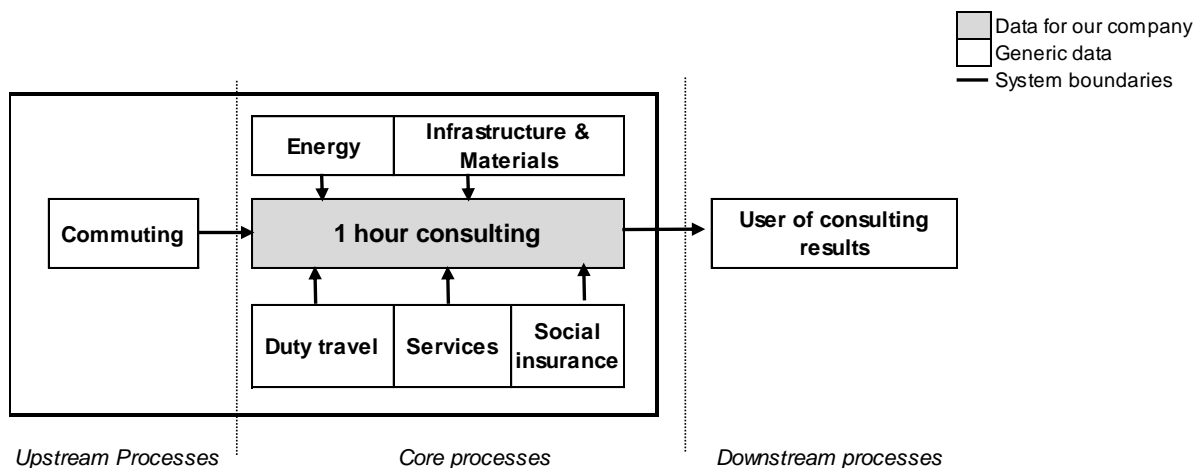 Data for our company
Generic data
System boundaries
Energy
Infrastructure &
Materials
Commuting
1 hour consulting
User of consulting
results
Duty travel
Services
Social
insurance
Upstream Processes
Core processes
Downstream processes